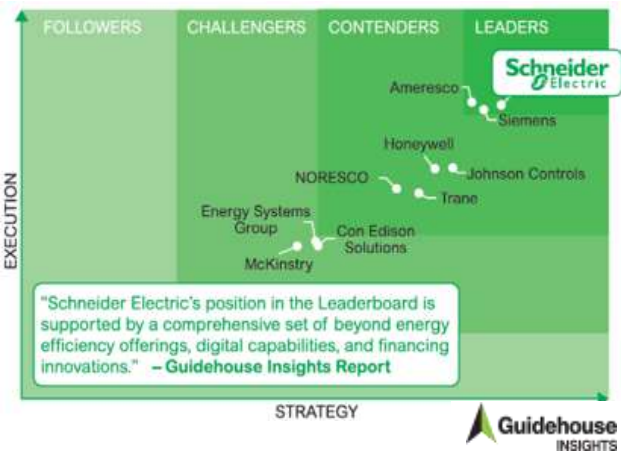 FOLLOWERS
CHALLENGERS
CONTENDERS
LEADERS
Schneider
Electric
Ameresco
Siemens
Honeywell
Johnson Controls
NORESCO
Trane
Energy Systems
Group
Con Edison
Solutions
McKinstry
EXECUTION
"Schneider Electric's position in the Leaderboard is
supported by a comprehensive set of beyond energy
efficiency offerings, digital capabilities, and financing
innovations." – Guidehouse Insights Report
STRATEGY
Guidehouse
INSIGHTS